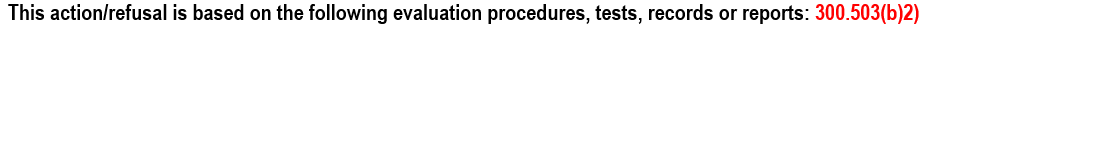 This action/refusal is based on the following evaluation procedures, tests, records or reports: 300.503(b)2)